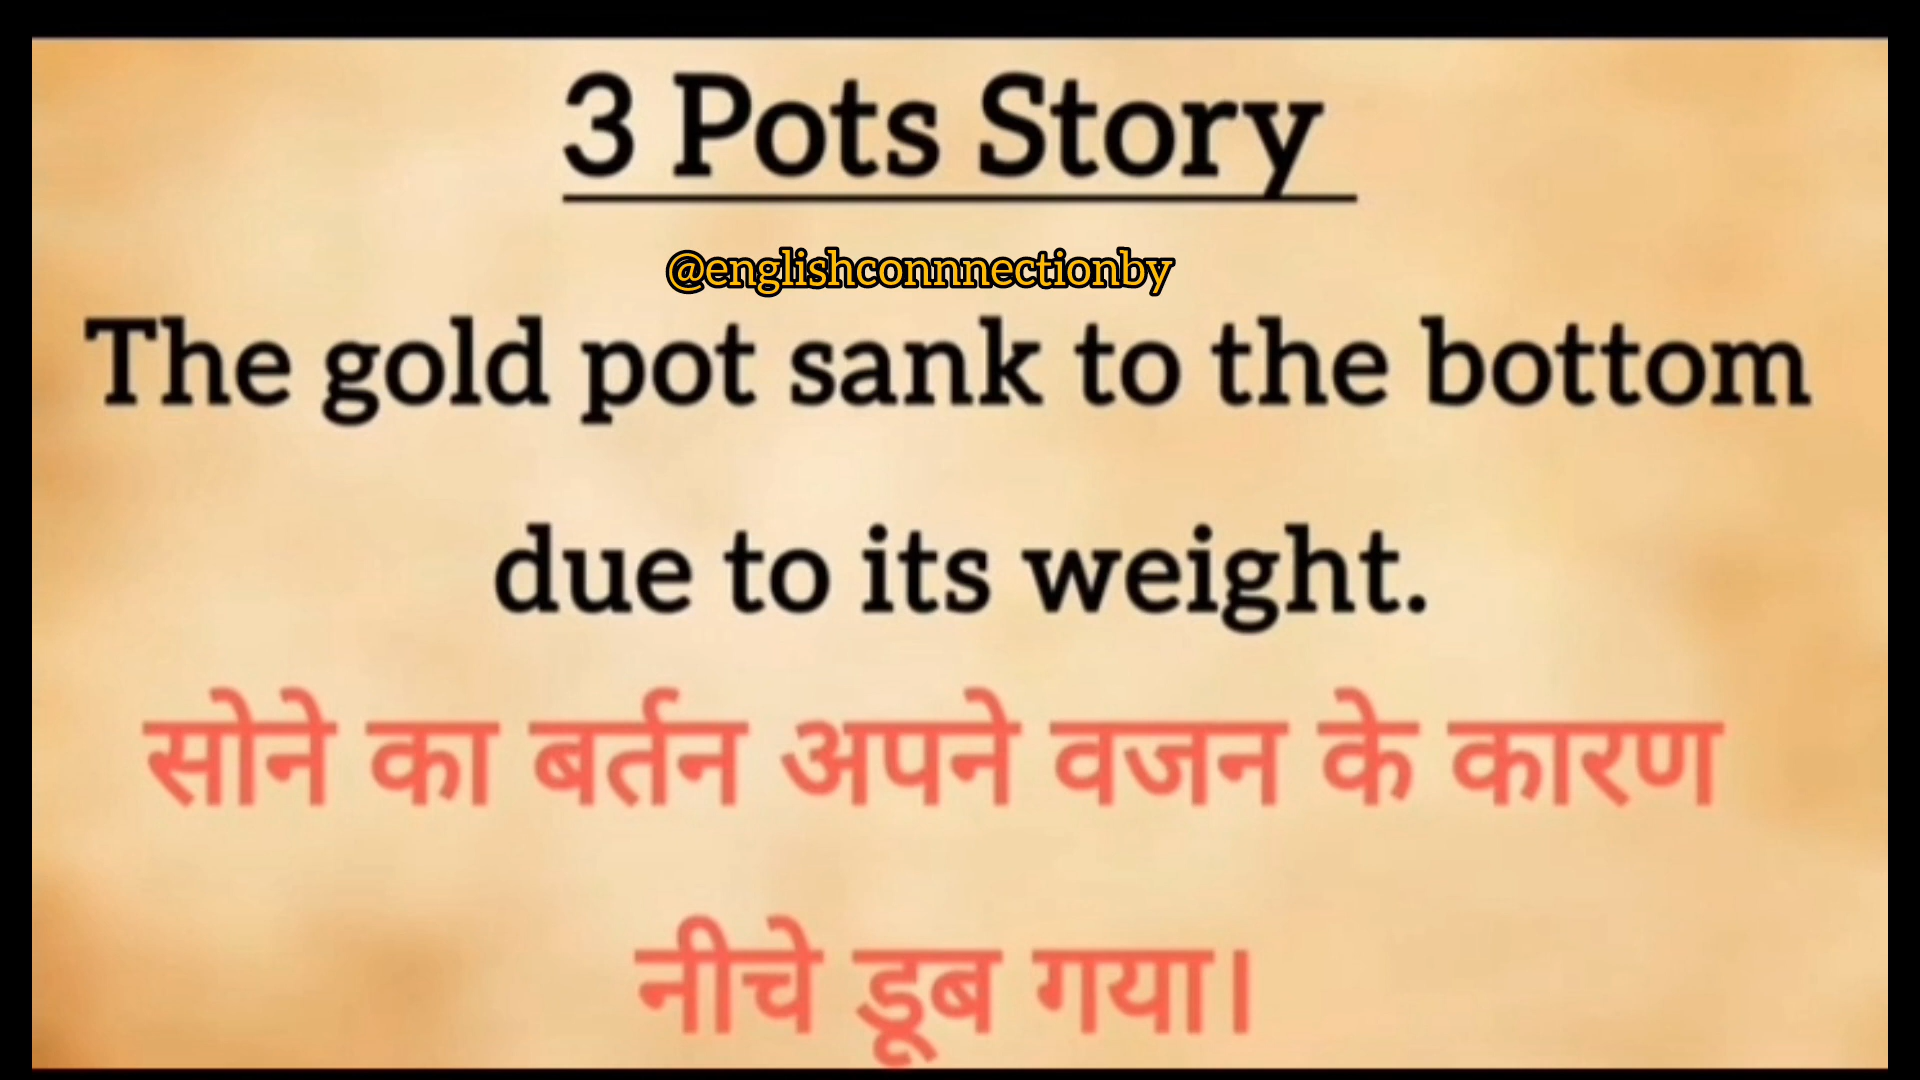 3 Pots Story
@englishconnnectionby
The gold pot sank to the bottom
due to its weight.
सोने का बर्तन अपने वजन के कारण
नीचे डूब गया।